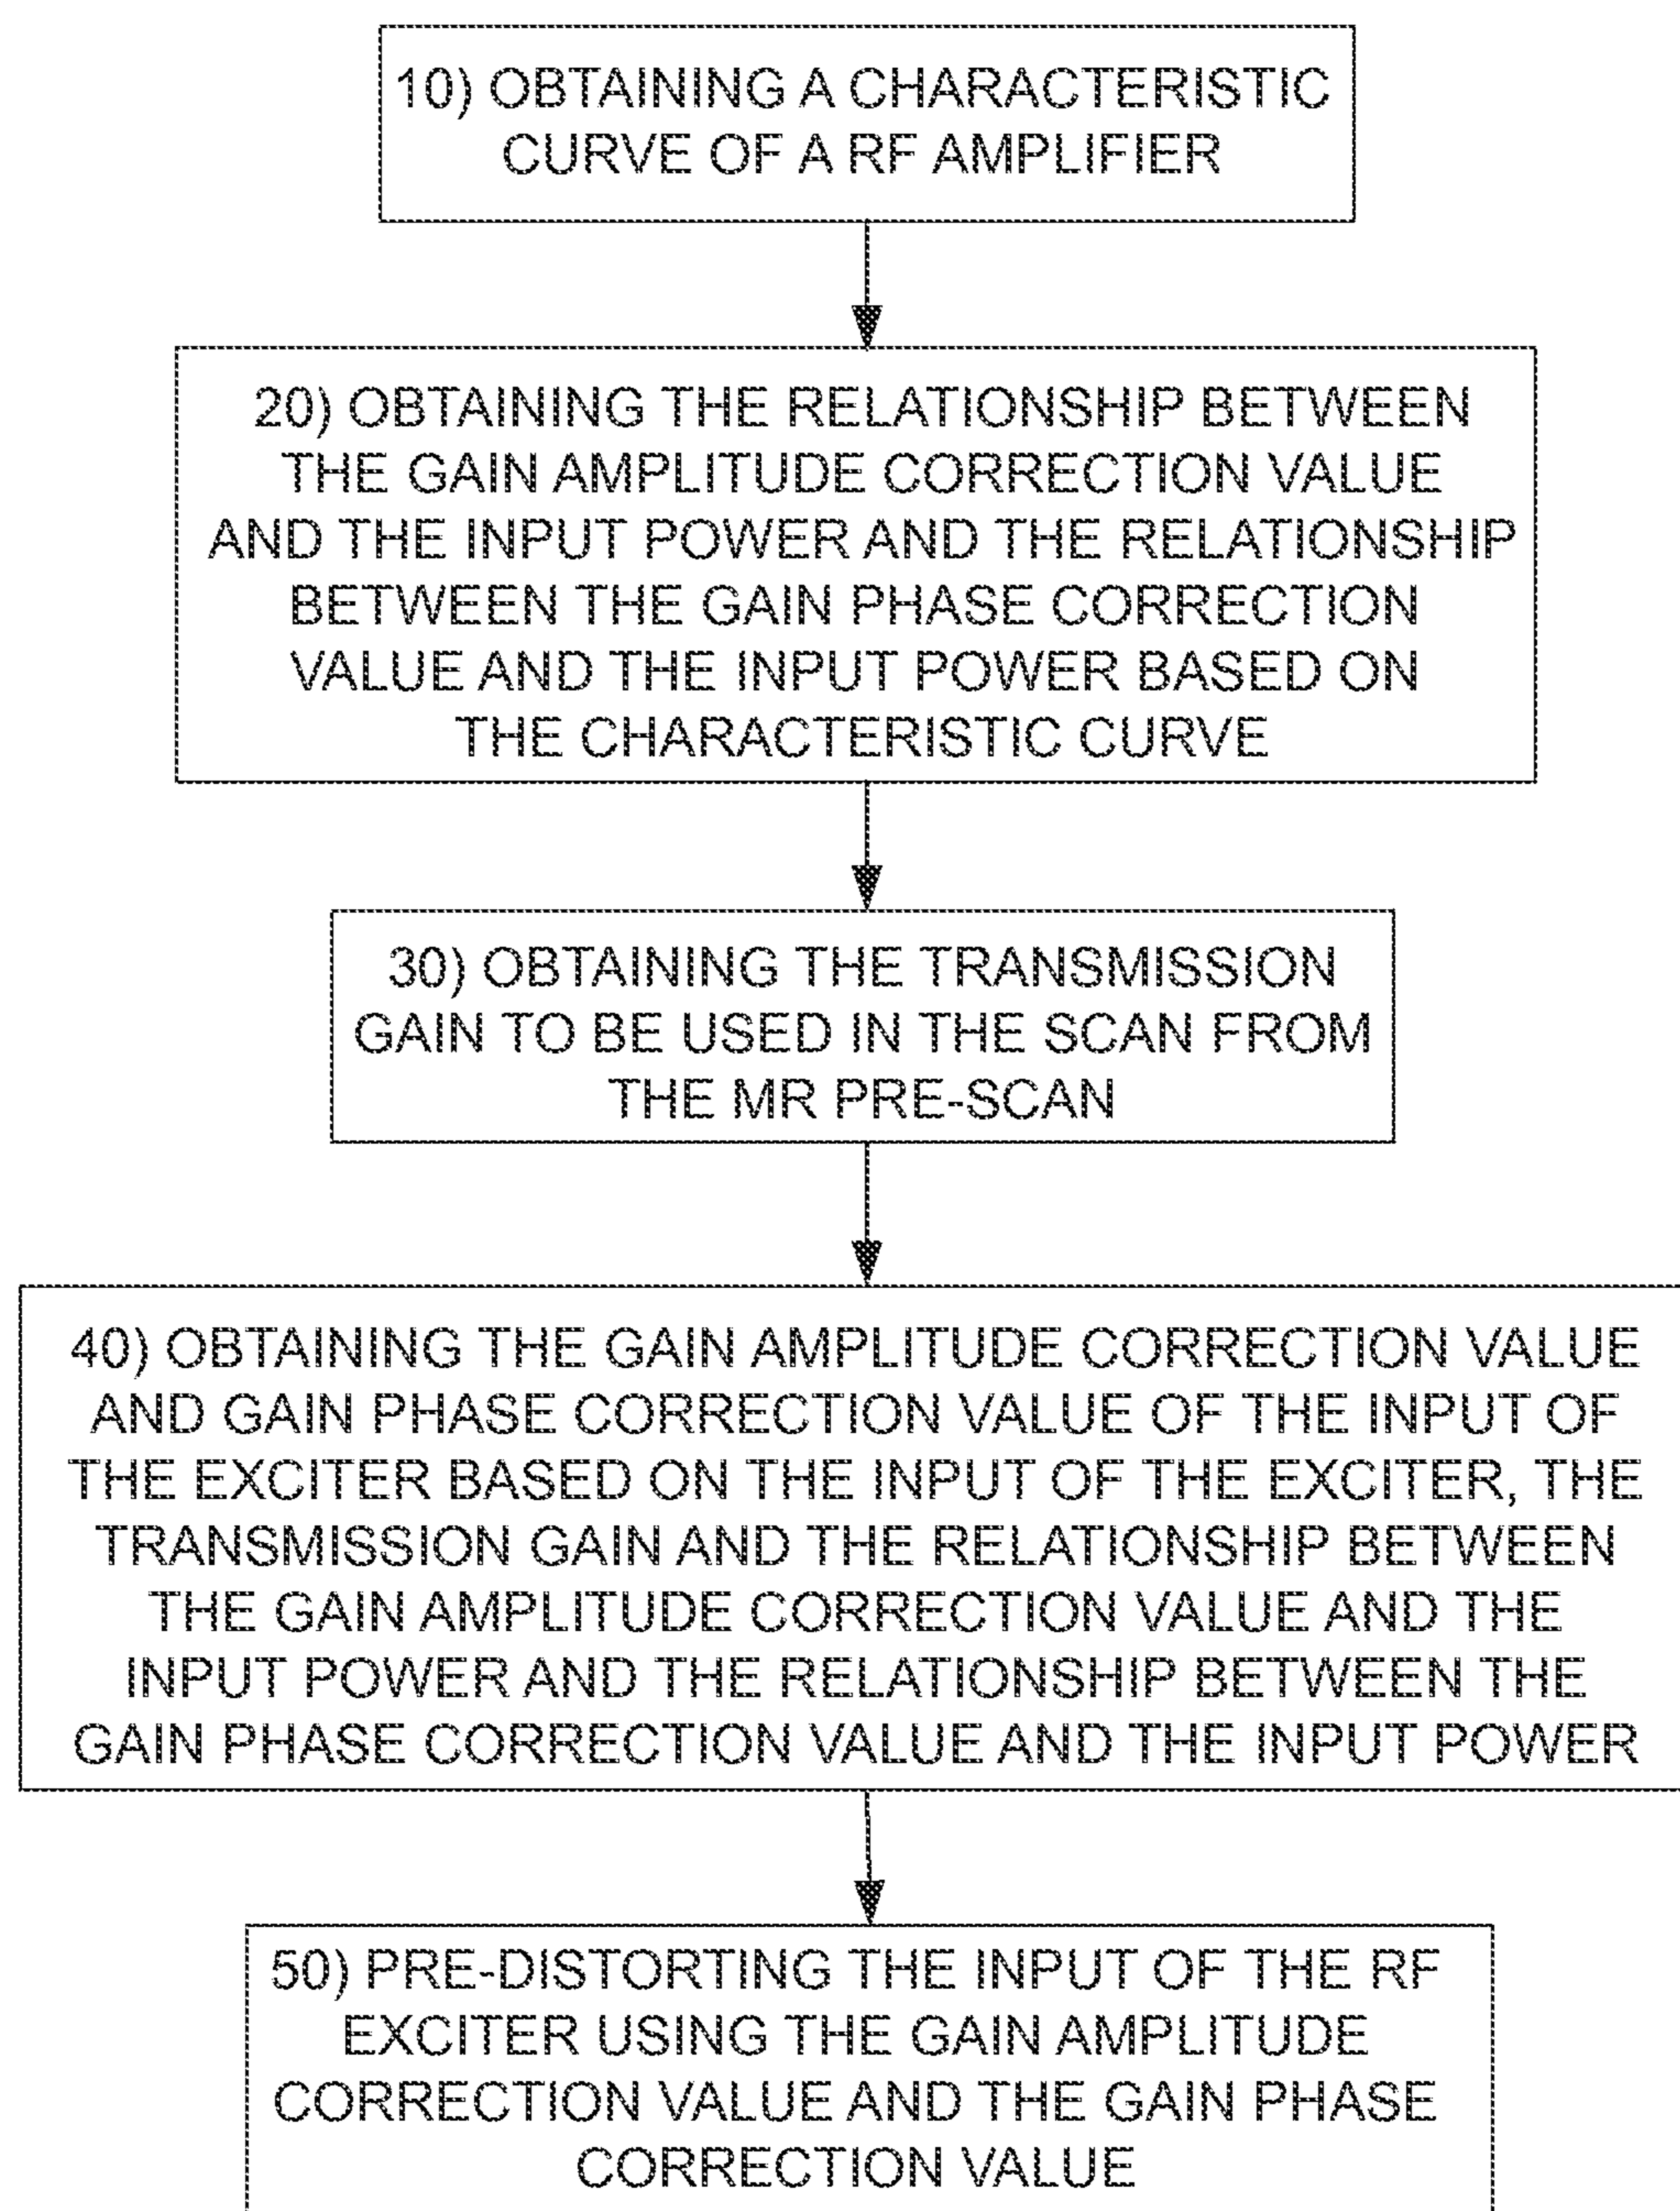 10) OBTAINING A CHARACTERISTIC
CURVE OF A RF AMPLIFIER
20) OBTAINING THE RELATIONSHIP BETWEEN
THE GAIN AMPLITUDE CORRECTION VALUE
AND THE INPUT POWER AND THE RELATIONSHIP
BETWEEN THE GAIN PHASE CORRECTION
VALUE AND THE INPUT POWER BASED ON
THE CHARACTERISTIC CURVE
30) OBTAINING THE TRANSMISSION
GAIN TO BE USED IN THE SCAN FROM
THE MR PRE-SCAN
40) OBTAINING THE GAIN AMPLITUDE CORRECTION VALUE
AND GAIN PHASE CORRECTION VALUE OF THE INPUT OF
THE EXCITER BASED ON THE INPUT OF THE EXCITER, THE
TRANSMISSION GAIN AND THE RELATIONSHIP BETWEEN
THE GAIN AMPLITUDE CORRECTION VALUE AND THE
INPUT POWER AND THE RELATIONSHIP BETWEEN THE
GAIN PHASE CORRECTION VALUE AND THE INPUT POWER
50) PRE-DISTORTING THE INPUT OF THE RF
EXCITER USING THE GAIN AMPLITUDE
CORRECTION VALUE AND THE GAIN PHASE
CORRECTION VALUE